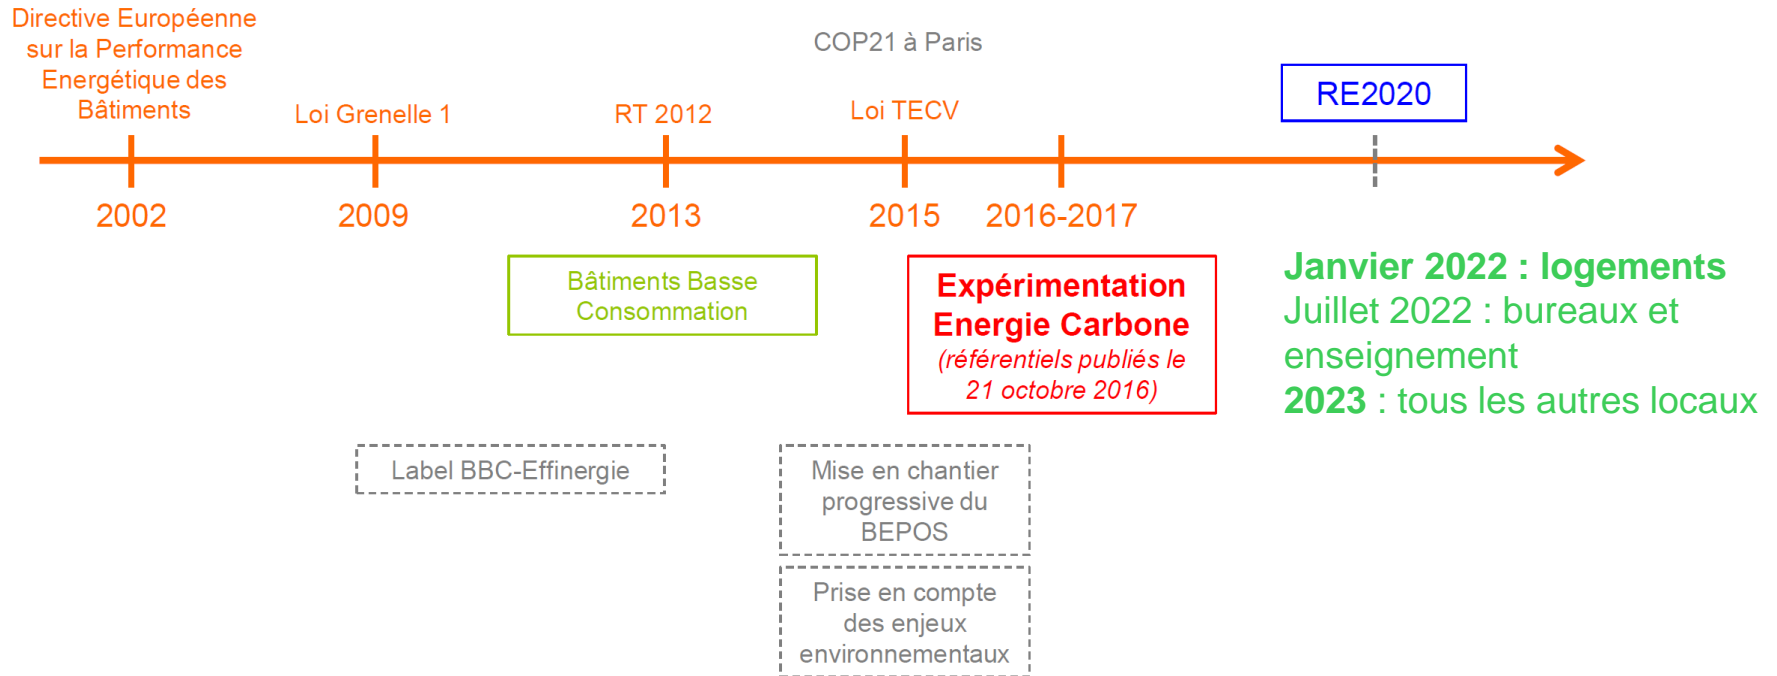 Directive Européenne
sur la Performance
Energétique des
Bâtiments
Loi Grenelle 1
RT 2012
COP21 à Paris
Loi TECV
RE2020
2002
2009
2013
2015
2016-2017
Bâtiments Basse
Consommation
Expérimentation
Energie Carbone
(référentiels publiés le
21 octobre 2016)
Janvier 2022 : logements
Juillet 2022 : bureaux et
enseignement
2023 : tous les autres locaux
Label BBC-Effinergie
Mise en chantier
progressive du
BEPOS
Prise en compte
des enjeux
environnementaux